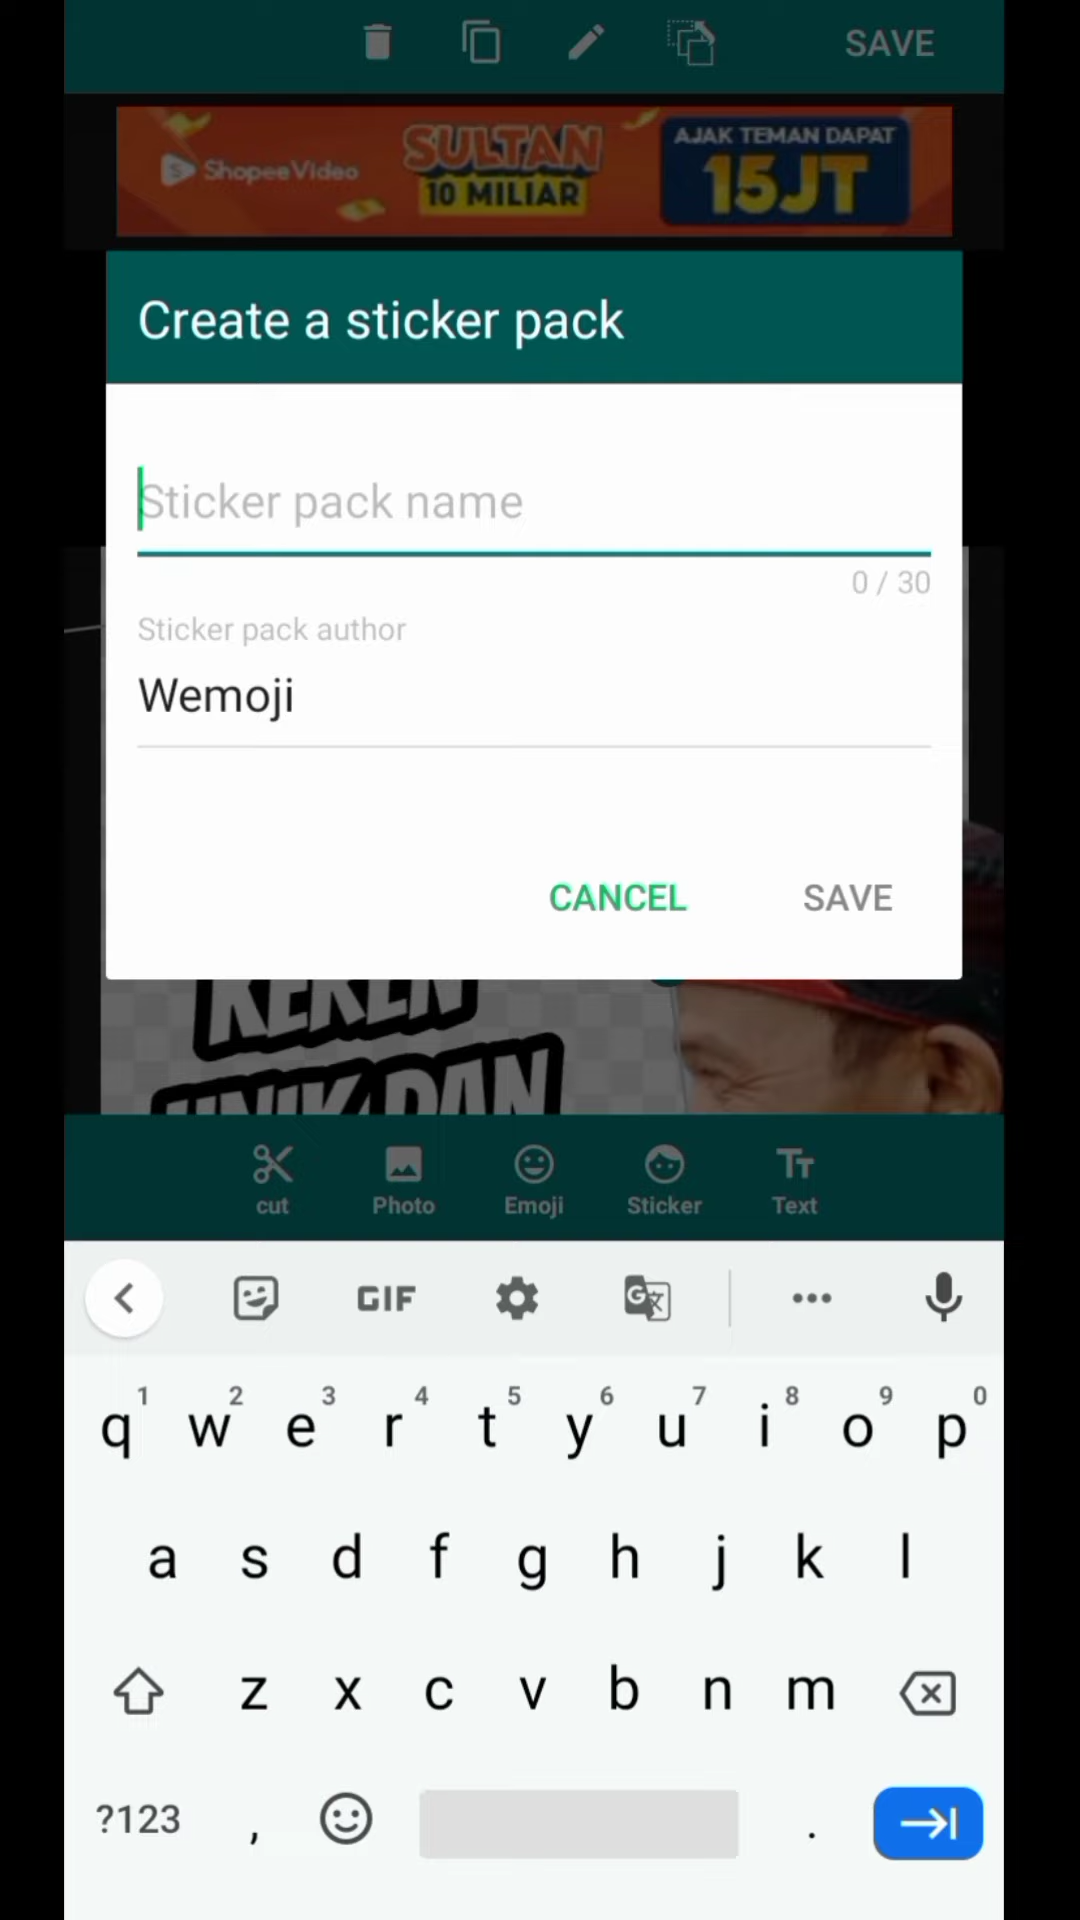 SAVE
ShopeeVideo
SULTAN
10 MILIAR
AJAK TEMAN DAPAT
15JT
Create a sticker pack
Sticker pack name
0 / 30
Sticker pack author
Wemoji
CANCEL SAVE
KEREN
UNIK DAN
cut Photo Emoji Sticker Text
GIF
1 2 3 4 5 6 7 8 9 0
q w e r t y u i o p
a s d f g h j k l
z x c v b n m
?123 , .